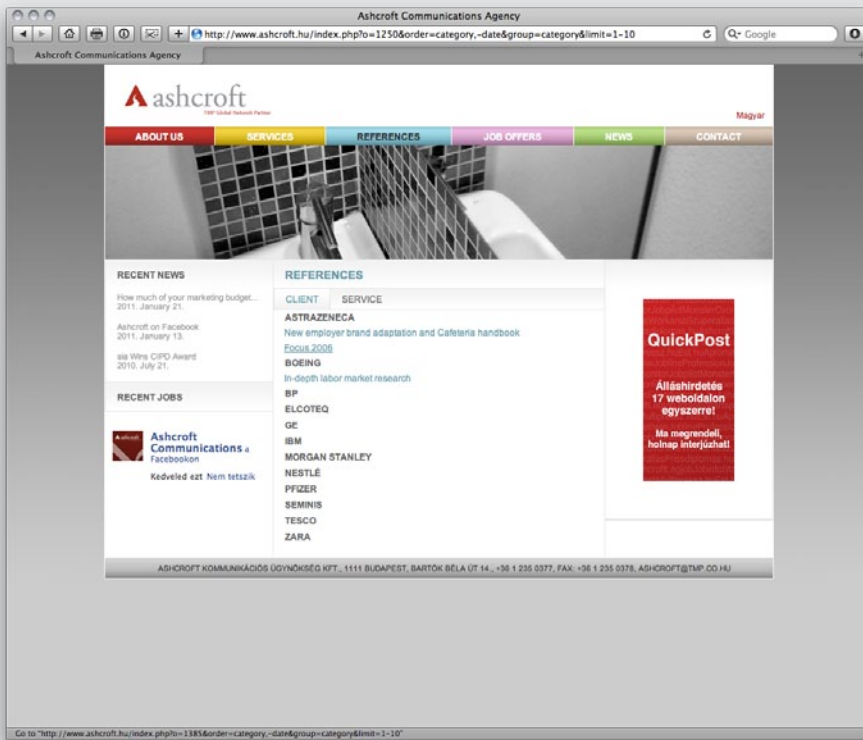 Ashcroft Communications Agency
http://www.ashcroft.hu/index.php?o=1250&order=category,-date&group=category&limit=1-10
Google
Ashcroft Communications Agency
ashcroft
TMP Global Network Partner
Magyar
ABOUT US SERVICES REFERENCES JOB OFFERS NEWS CONTACT
RECENT NEWS
How much of your marketing budget...
2011. January 21.
Ashcroft on Facebook
2011. January 13.
aia Wins CIPD Award
2010. July 21.
RECENT JOBS
Ashcroft
Ashcroft
Communications a
Facebookon
Kedveled ezt Nem tetszik
REFERENCES
CLIENT SERVICE
ASTRAZENECA
New employer brand adaptation and Cafeteria handbook
Focus 2006
BOEING
In-depth labor market research
BP
ELCOTEQ
GE
IBM
MORGAN STANLEY
NESTLÉ
PFIZER
SEMINIS
TESCO
ZARA
QuickPost
Álláshirdetés
17 weboldalon
egyszerre!
Ma megrendeli,
holnap interjúzhat!
ASHCROFT KOMMUNIKÁCIÓS ÜGYNÖKSÉG KFT., 1111 BUDAPEST, BARTÓK BÉLA ÚT 14., +36 1 235 0377, FAX: +36 1 235 0378, ASHCROFT@TMP.CO.HU
Go to "http://www.ashcroft.hu/index.php?o=1385&order=category,-date&group=category&limit=1-10"